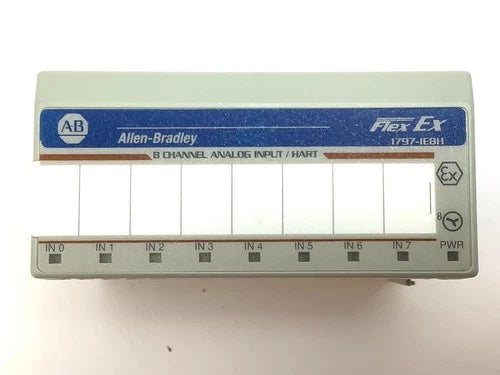 AB
Allen-Bradley
Flex Ex
1797-IE8H
8 CHANNEL ANALOG INPUT / HART
Ex
B
IN 0 IN 1 IN 2 IN 3 IN 4 IN 5 IN 6 IN 7 PWR